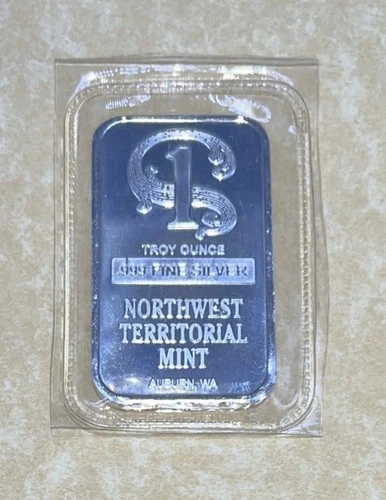 1
TROY OUNCE
.999 FINE SILVER
NORTHWEST
TERRITORIAL
MINT
AUBURN, WA